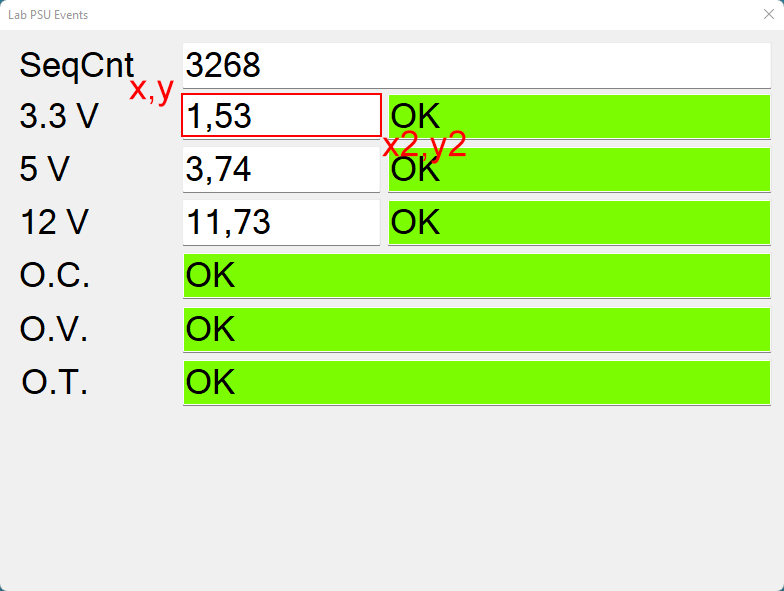 Lab PSU Events
SeqCnt 3268
x,y
3.3 V 1,53 OK
x2,y2
5 V 3,74 OK
12 V 11,73 OK
O.C. OK
O.V. OK
O.T. OK